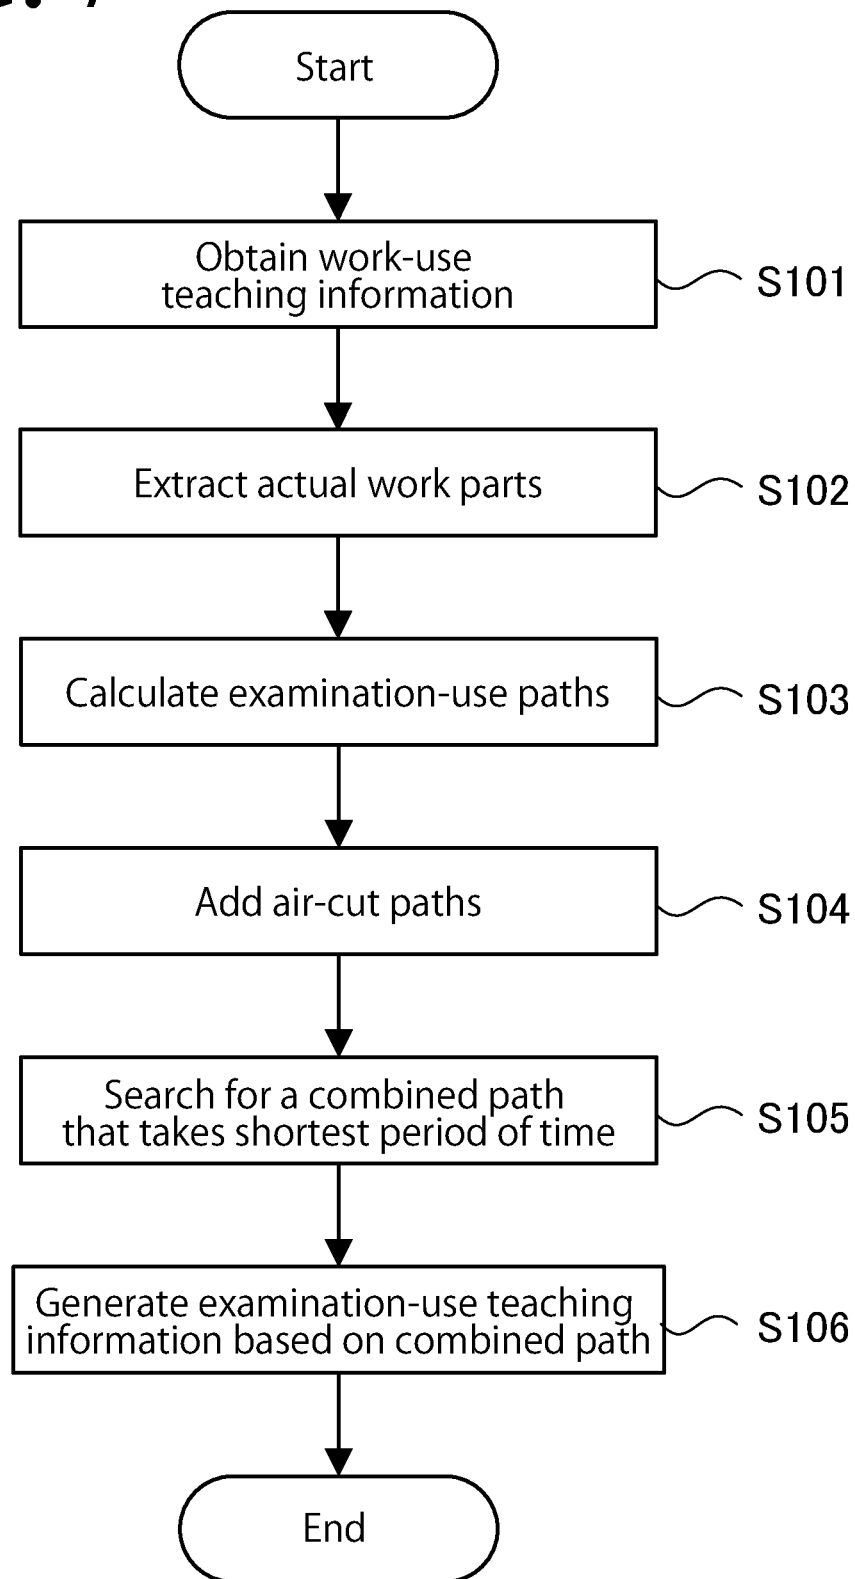 Start
Obtain work-use
teaching information
S101
Extract actual work parts
S102
Calculate examination-use paths
S103
Add air-cut paths
S104
Search for a combined path
that takes shortest period of time
S105
Generate examination-use teaching
information based on combined path
S106
End